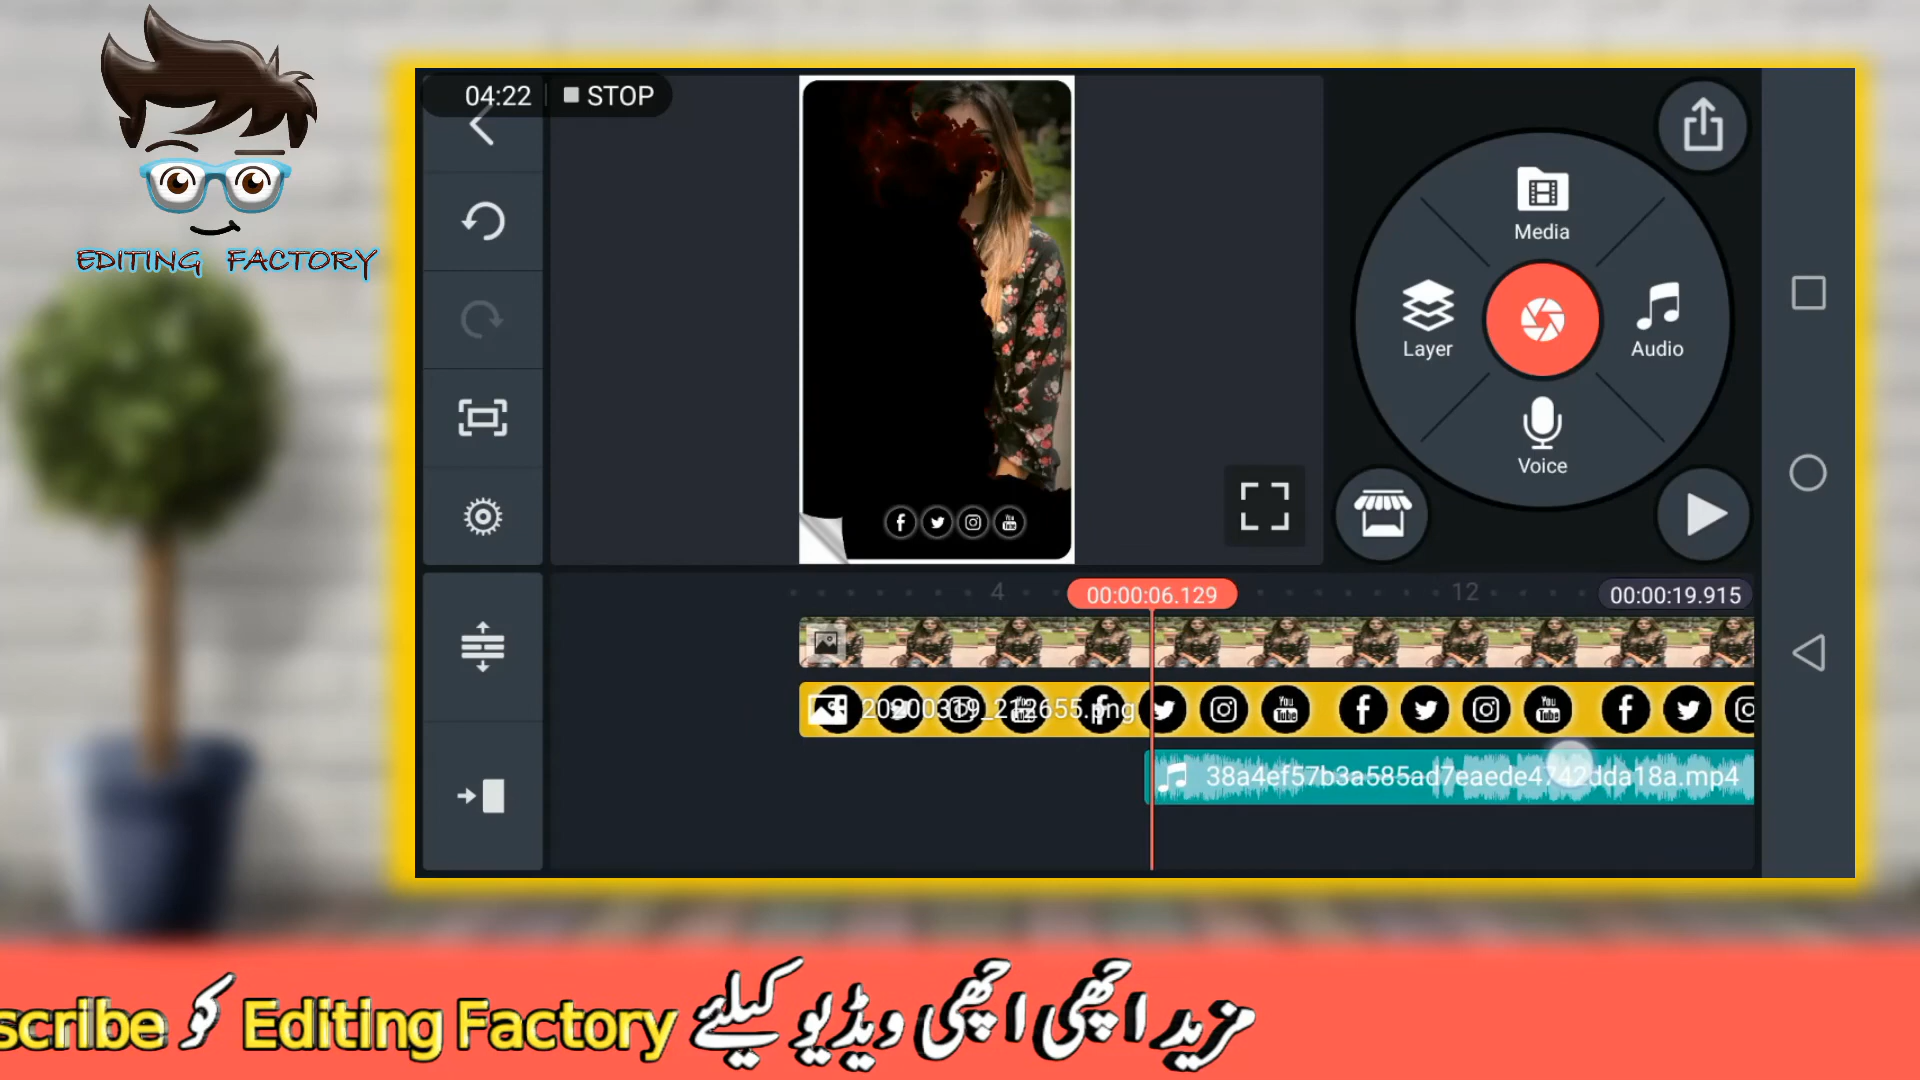 EDITING FACTORY
04:22 STOP
Media
Layer
Audio
Voice
4
00:00:06.129
12
00:00:19.915
20200319_212655.png
38a4ef57b3a585ad7eaede4742dda18a.mp4
مزید اچھی اچھی ویڈیو کیلئے Editing Factory کو scribe